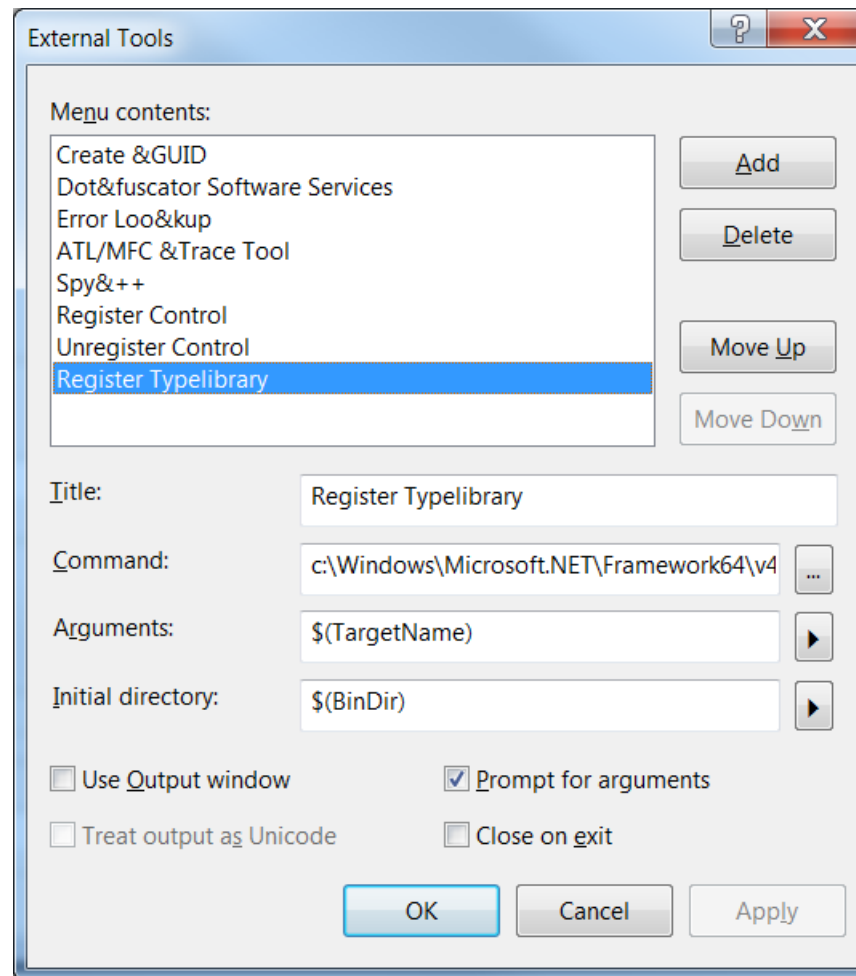 External Tools
Menu contents:
Create &GUID
Dot&fuscator Software Services
Error Loo&kup
ATL/MFC &Trace Tool
Spy&++
Register Control
Unregister Control
Register Typelibrary
Add
Delete
Move Up
Move Down
Title: Register Typelibrary
Command: c:\Windows\Microsoft.NET\Framework64\v4 ...
Arguments: $(TargetName)
Initial directory: $(BinDir)
Use Output window Prompt for arguments
Treat output as Unicode Close on exit
OK Cancel Apply